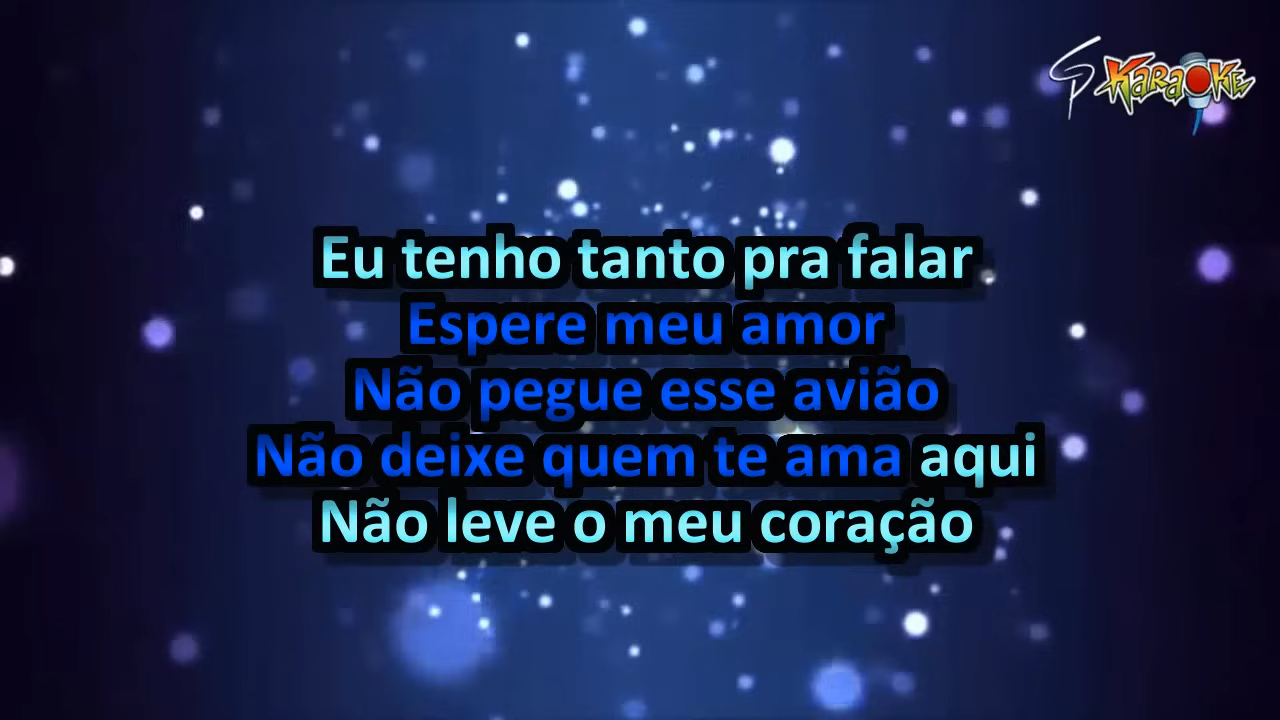 GP KARAOKE
Eu tenho tanto pra falar
Espere meu amor
Não pegue esse avião
Não deixe quem te ama aqui
Não leve o meu coração